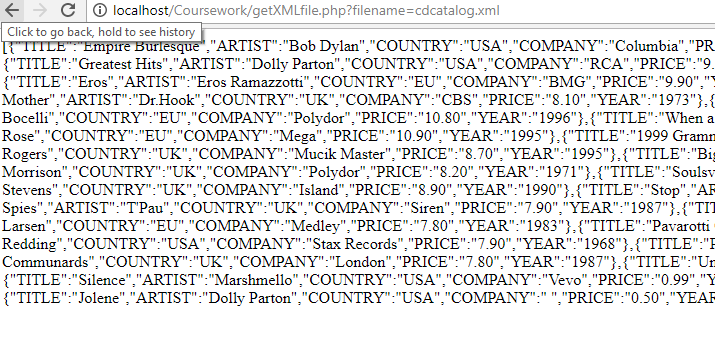 localhost/Coursework/getXMLfile.php?filename=cdcatalog.xml
Click to go back, hold to see history
[{"TITLE":"Empire Burlesque","ARTIST":"Bob Dylan","COUNTRY":"USA","COMPANY":"Columbia","PR
{"TITLE":"Greatest Hits","ARTIST":"Dolly Parton","COUNTRY":"USA","COMPANY":"RCA","PRICE":"9.
{"TITLE":"Eros","ARTIST":"Eros Ramazzotti","COUNTRY":"EU","COMPANY":"BMG","PRICE":"9.90","Y
Mother","ARTIST":"Dr.Hook","COUNTRY":"UK","COMPANY":"CBS","PRICE":"8.10","YEAR":"1973"},{
Bocelli","COUNTRY":"EU","COMPANY":"Polydor","PRICE":"10.80","YEAR":"1996"},{"TITLE":"When a
Rose","COUNTRY":"EU","COMPANY":"Mega","PRICE":"10.90","YEAR":"1995"},{"TITLE":"1999 Gramn
Rogers","COUNTRY":"UK","COMPANY":"Mucik Master","PRICE":"8.70","YEAR":"1995"},{"TITLE":"Big
Morrison","COUNTRY":"UK","COMPANY":"Polydor","PRICE":"8.20","YEAR":"1971"},{"TITLE":"Soulsv
Stevens","COUNTRY":"UK","COMPANY":"Island","PRICE":"8.90","YEAR":"1990"},{"TITLE":"Stop","AR
Spies","ARTIST":"T'Pau","COUNTRY":"UK","COMPANY":"Siren","PRICE":"7.90","YEAR":"1987"},{"T
Larsen","COUNTRY":"EU","COMPANY":"Medley","PRICE":"7.80","YEAR":"1983"},{"TITLE":"Pavarotti
Redding","COUNTRY":"USA","COMPANY":"Stax Records","PRICE":"7.90","YEAR":"1968"},{"TITLE":"
Communards","COUNTRY":"UK","COMPANY":"London","PRICE":"7.80","YEAR":"1987"},{"TITLE":"Un
{"TITLE":"Silence","ARTIST":"Marshmello","COUNTRY":"USA","COMPANY":"Vevo","PRICE":"0.99","Y
{"TITLE":"Jolene","ARTIST":"Dolly Parton","COUNTRY":"USA","COMPANY":" ","PRICE":"0.50","YEAR